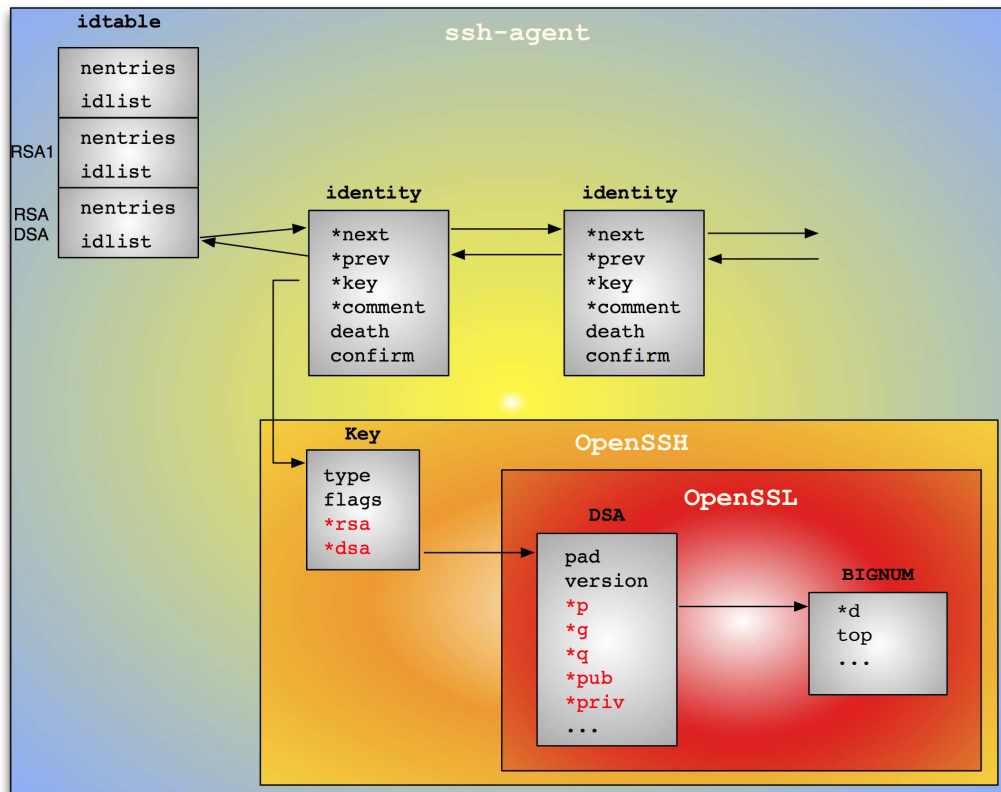 idtable
ssh-agent
nentries
idlist
RSA1
nentries
idlist
RSA
DSA
nentries
idlist
identity
*next
*prev
*key
*comment
death
confirm
identity
*next
*prev
*key
*comment
death
confirm
OpenSSH
Key
type
flags
*rsa
*dsa
OpenSSL
DSA
pad
version
*p
*g
*q
*pub
*priv
...
BIGNUM
*d
top
...